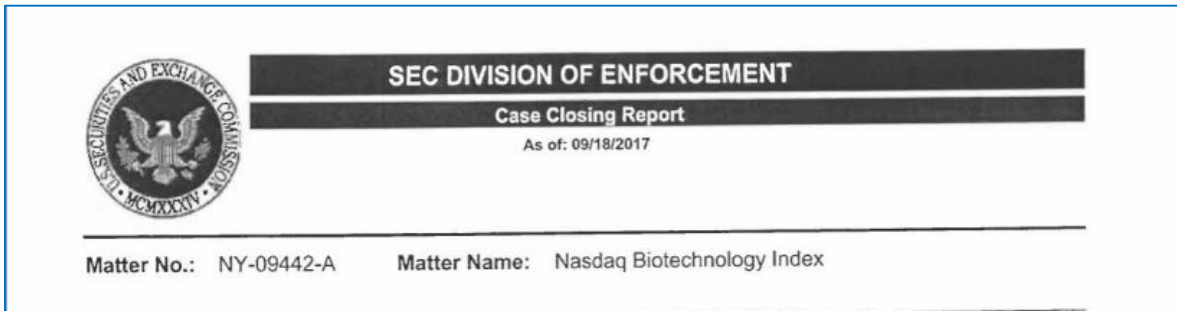 U.S. SECURITIES AND EXCHANGE COMMISSION
MCMXXXIV
SEC DIVISION OF ENFORCEMENT
Case Closing Report
As of: 09/18/2017
Matter No.: NY-09442-A Matter Name: Nasdaq Biotechnology Index